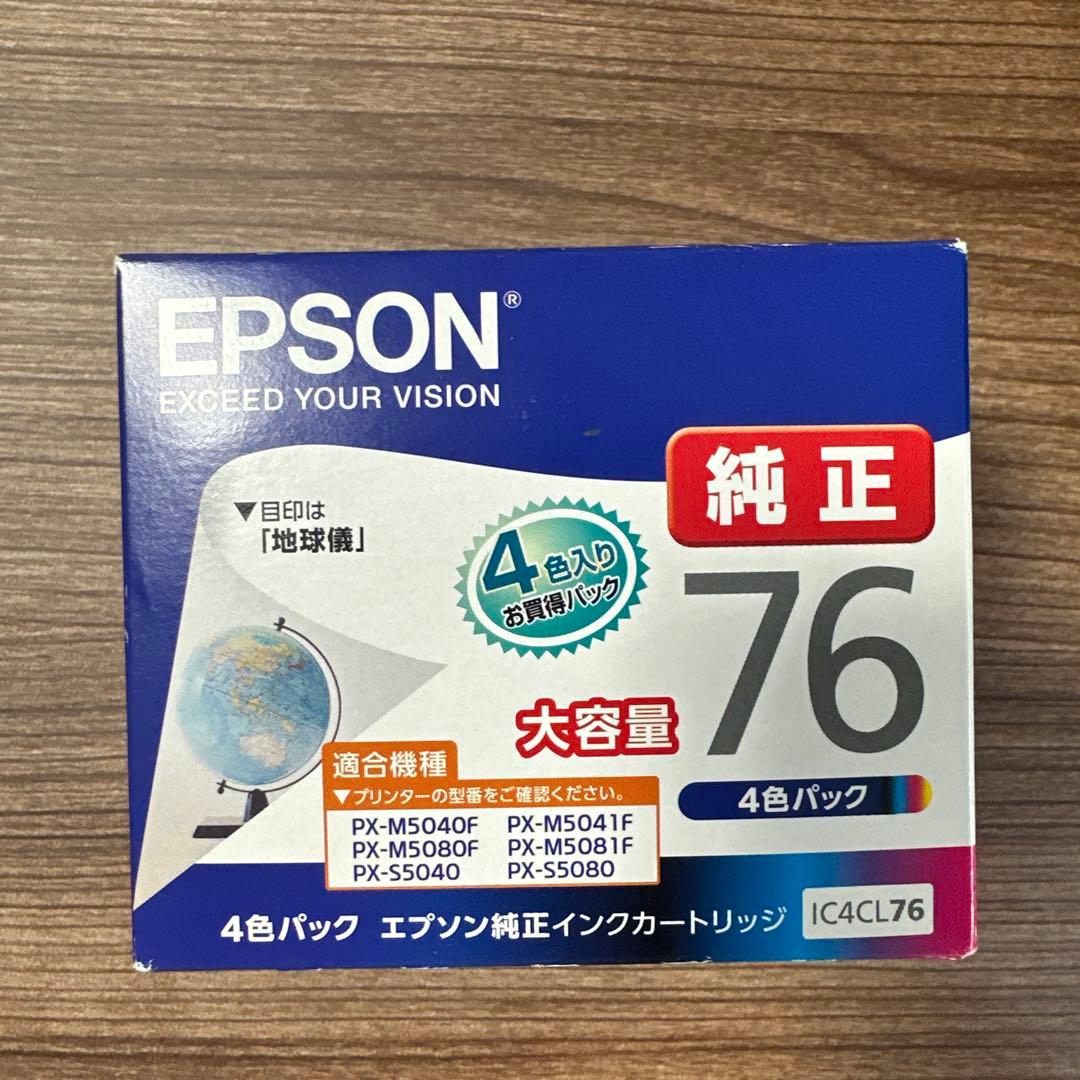 EPSON®
EXCEED YOUR VISION
純正
▼目印は
「地球儀」
4色入り
お買得パック
76
大容量
4色パック
適合機種
▼プリンターの型番をご確認ください。
PX-M5040F PX-M5041F
PX-M5080F PX-M5081F
PX-S5040 PX-S5080
4色パック エプソン純正インクカートリッジ IC4CL76